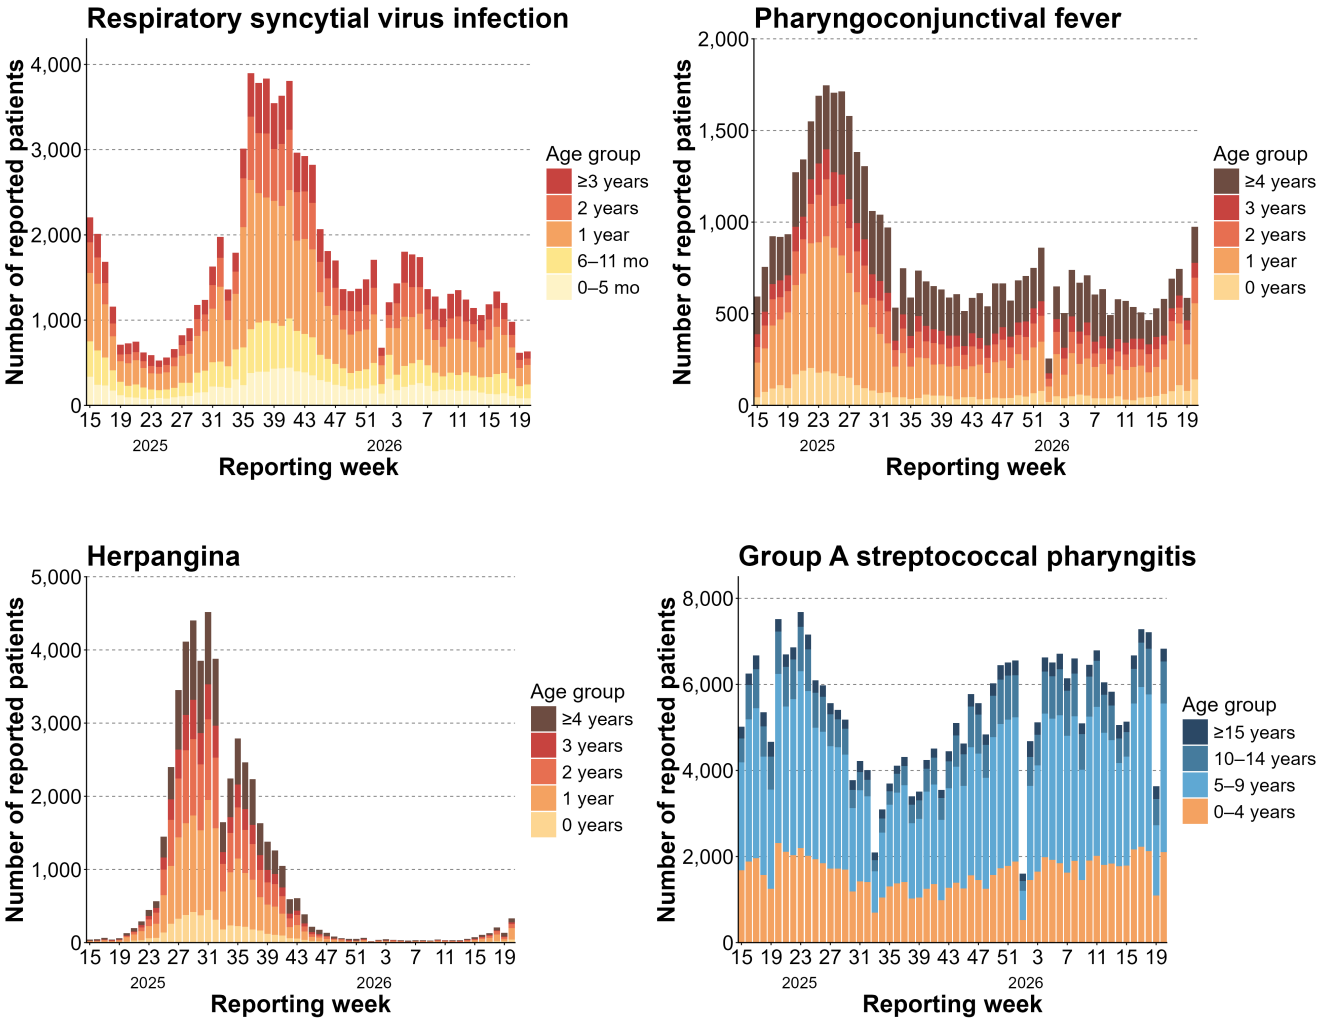 Respiratory syncytial virus infection
Number of reported patients
4,000
3,000
2,000
1,000
0
15 19 23 27 31 35 39 43 47 51 3 7 11 15 19
2025 2026
Reporting week
Age group
≥3 years
2 years
1 year
6–11 mo
0–5 mo
Pharyngoconjunctival fever
Number of reported patients
2,000
1,500
1,000
500
0
15 19 23 27 31 35 39 43 47 51 3 7 11 15 19
2025 2026
Reporting week
Age group
≥4 years
3 years
2 years
1 year
0 years
Herpangina
Number of reported patients
5,000
4,000
3,000
2,000
1,000
0
15 19 23 27 31 35 39 43 47 51 3 7 11 15 19
2025 2026
Reporting week
Age group
≥4 years
3 years
2 years
1 year
0 years
Group A streptococcal pharyngitis
Number of reported patients
8,000
6,000
4,000
2,000
0
15 19 23 27 31 35 39 43 47 51 3 7 11 15 19
2025 2026
Reporting week
Age group
≥15 years
10–14 years
5–9 years
0–4 years